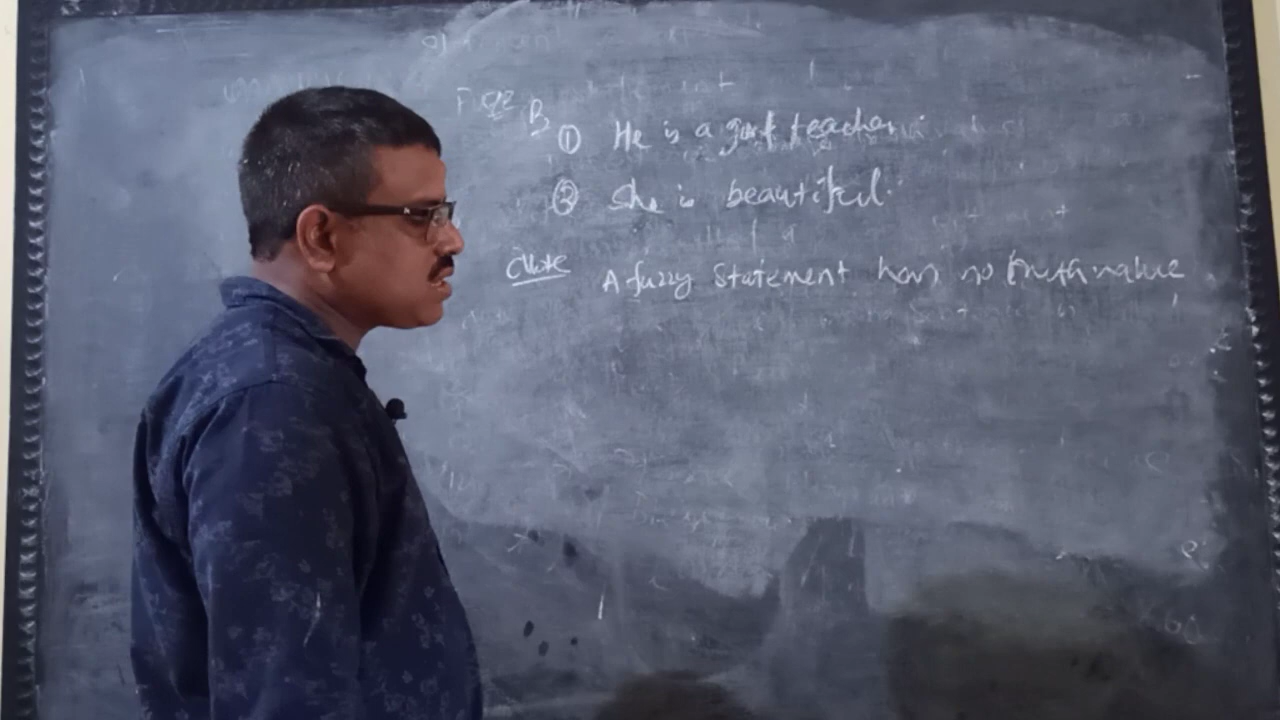 ① He is a good teacher.
② She is beautiful.
Note A fuzzy statement has no truth value